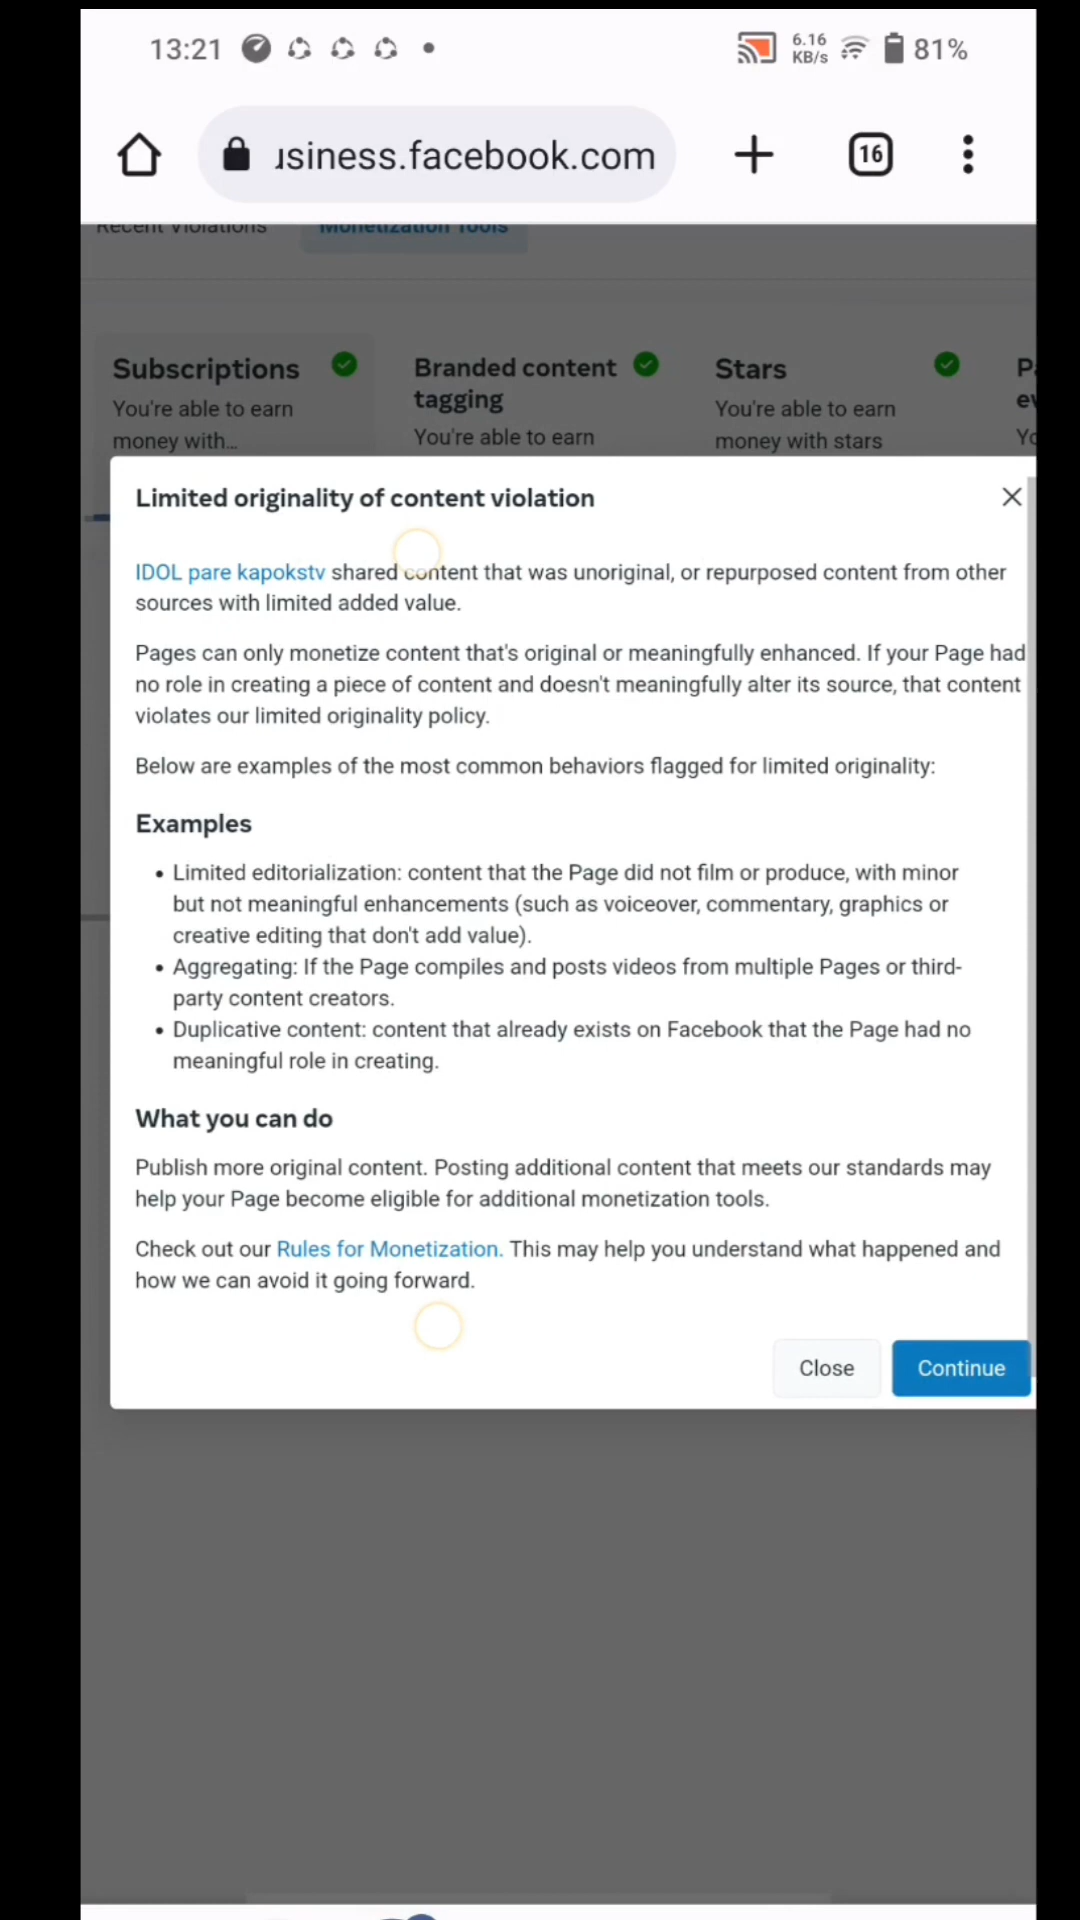 13:21
6.16
KB/s
81%
usiness.facebook.com
16
Recent Violations
Monetization Tools
Subscriptions
You're able to earn
money with...
Branded content
tagging
You're able to earn
Stars
You're able to earn
money with stars
Limited originality of content violation
IDOL pare kapokstv shared content that was unoriginal, or repurposed content from other
sources with limited added value.
Pages can only monetize content that's original or meaningfully enhanced. If your Page had
no role in creating a piece of content and doesn't meaningfully alter its source, that content
violates our limited originality policy.
Below are examples of the most common behaviors flagged for limited originality:
Examples
• Limited editorialization: content that the Page did not film or produce, with minor
but not meaningful enhancements (such as voiceover, commentary, graphics or
creative editing that don't add value).
• Aggregating: If the Page compiles and posts videos from multiple Pages or third-
party content creators.
• Duplicative content: content that already exists on Facebook that the Page had no
meaningful role in creating.
What you can do
Publish more original content. Posting additional content that meets our standards may
help your Page become eligible for additional monetization tools.
Check out our Rules for Monetization. This may help you understand what happened and
how we can avoid it going forward.
Close
Continue